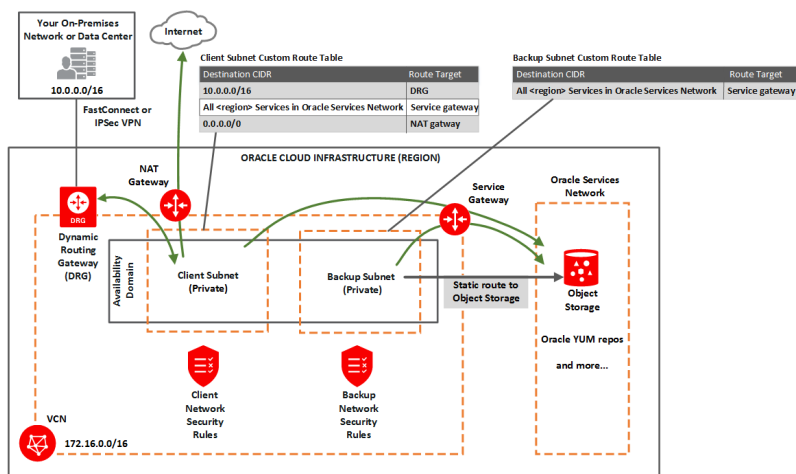 Your On-Premises
Network or Data Center
10.0.0.0/16
Internet
FastConnect or
IPSec VPN
Client Subnet Custom Route Table
Destination CIDR Route Target
10.0.0.0/16 DRG
All <region> Services in Oracle Services Network Service gateway
0.0.0.0/0 NAT gatway
Backup Subnet Custom Route Table
Destination CIDR Route Target
All <region> Services in Oracle Services Network Service gateway
ORACLE CLOUD INFRASTRUCTURE (REGION)
NAT
Gateway
Service
Gateway
Oracle Services
Network
DRG
Dynamic
Routing
Gateway
(DRG)
Availability
Domain
Client Subnet
(Private)
Backup Subnet
(Private)
Static route to
Object Storage
Object
Storage
Oracle YUM repos
and more...
Client
Network
Security
Rules
Backup
Network
Security
Rules
VCN
172.16.0.0/16